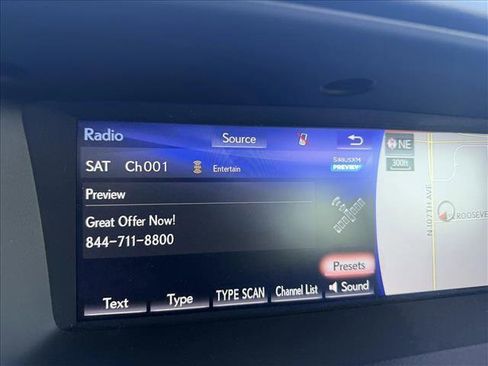 Radio
Source
NE
SAT Ch001 Entertain
SIRIUSXM
PREVIEW
300ft
Preview
Great Offer Now!
844-711-8800
N 107TH AVE
ROOSEVE
Presets
Text
Type
TYPE SCAN
Channel List
Sound